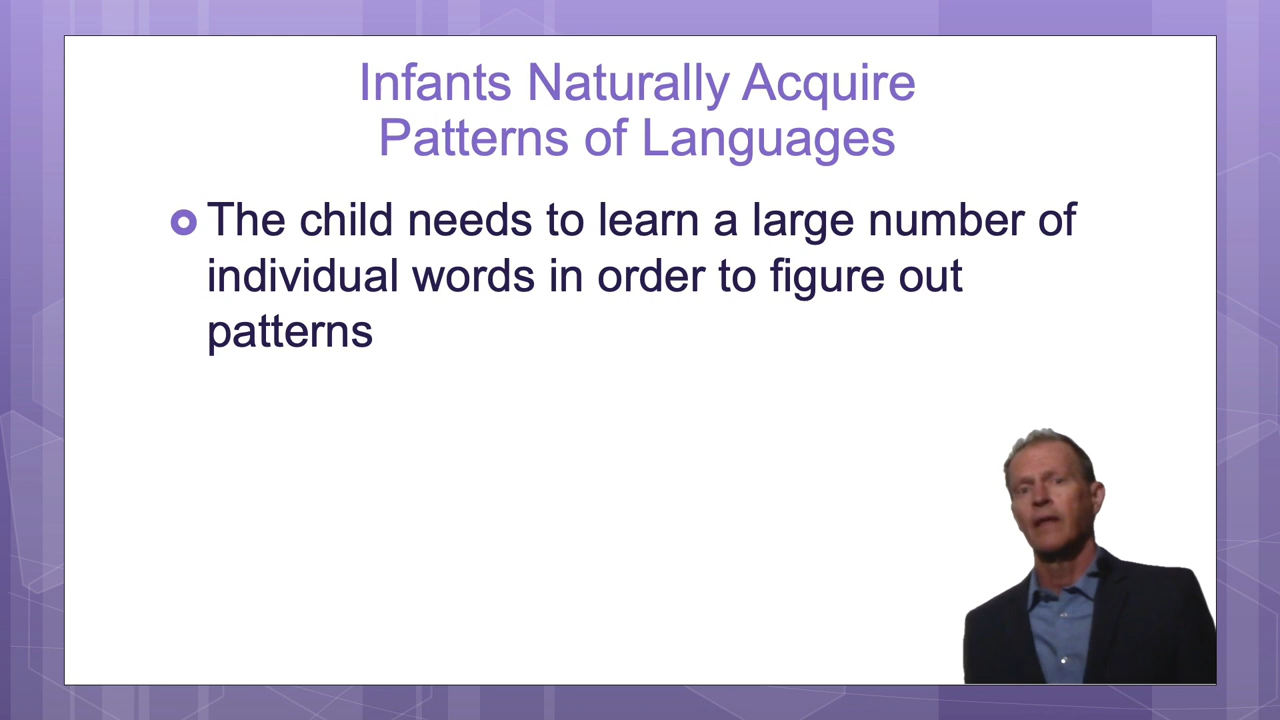 Infants Naturally Acquire
Patterns of Languages
The child needs to learn a large number of
individual words in order to figure out
patterns